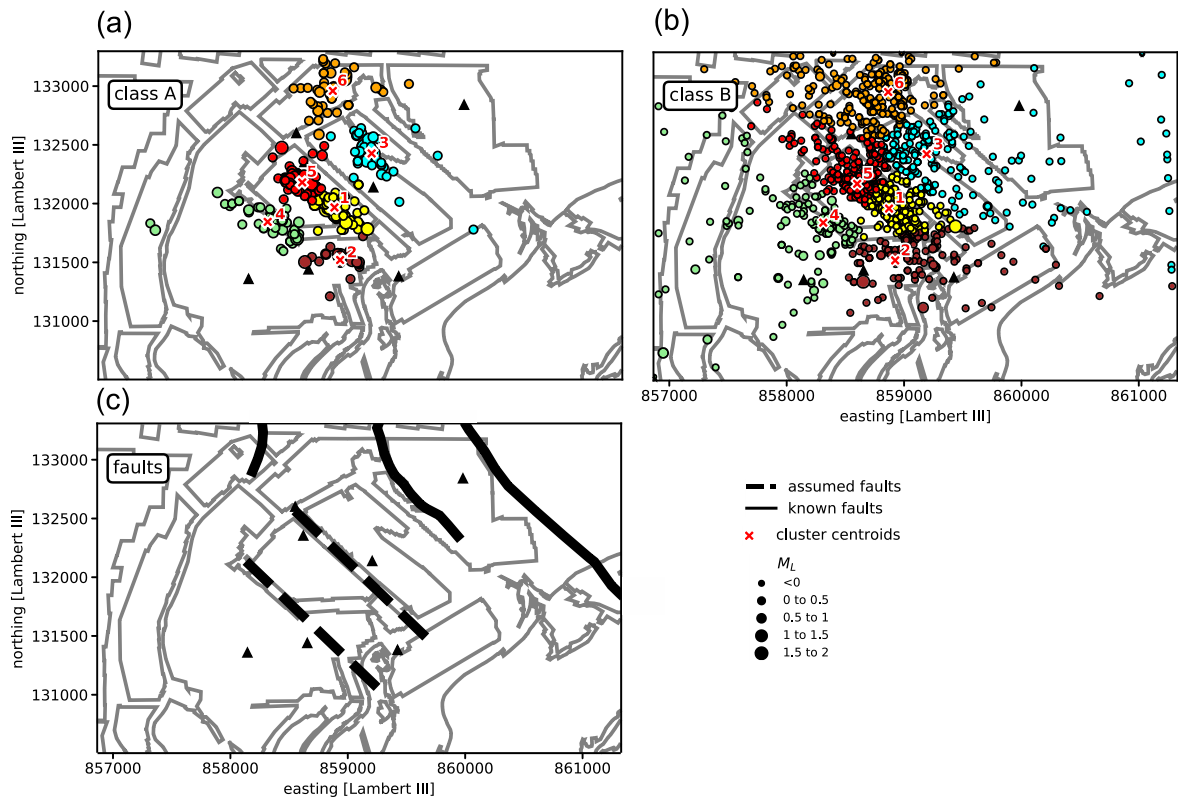 (a)
(b)
class A
class B
133000
132500
132000
131500
131000
northing [Lambert III]
6
3
5
1
4
2
6
3
5
1
4
2
857000
858000
859000
860000
861000
easting [Lambert III]
(c)
faults
133000
132500
132000
131500
131000
northing [Lambert III]
857000
858000
859000
860000
861000
easting [Lambert III]
assumed faults
known faults
cluster centroids
M_L
<0
0 to 0.5
0.5 to 1
1 to 1.5
1.5 to 2